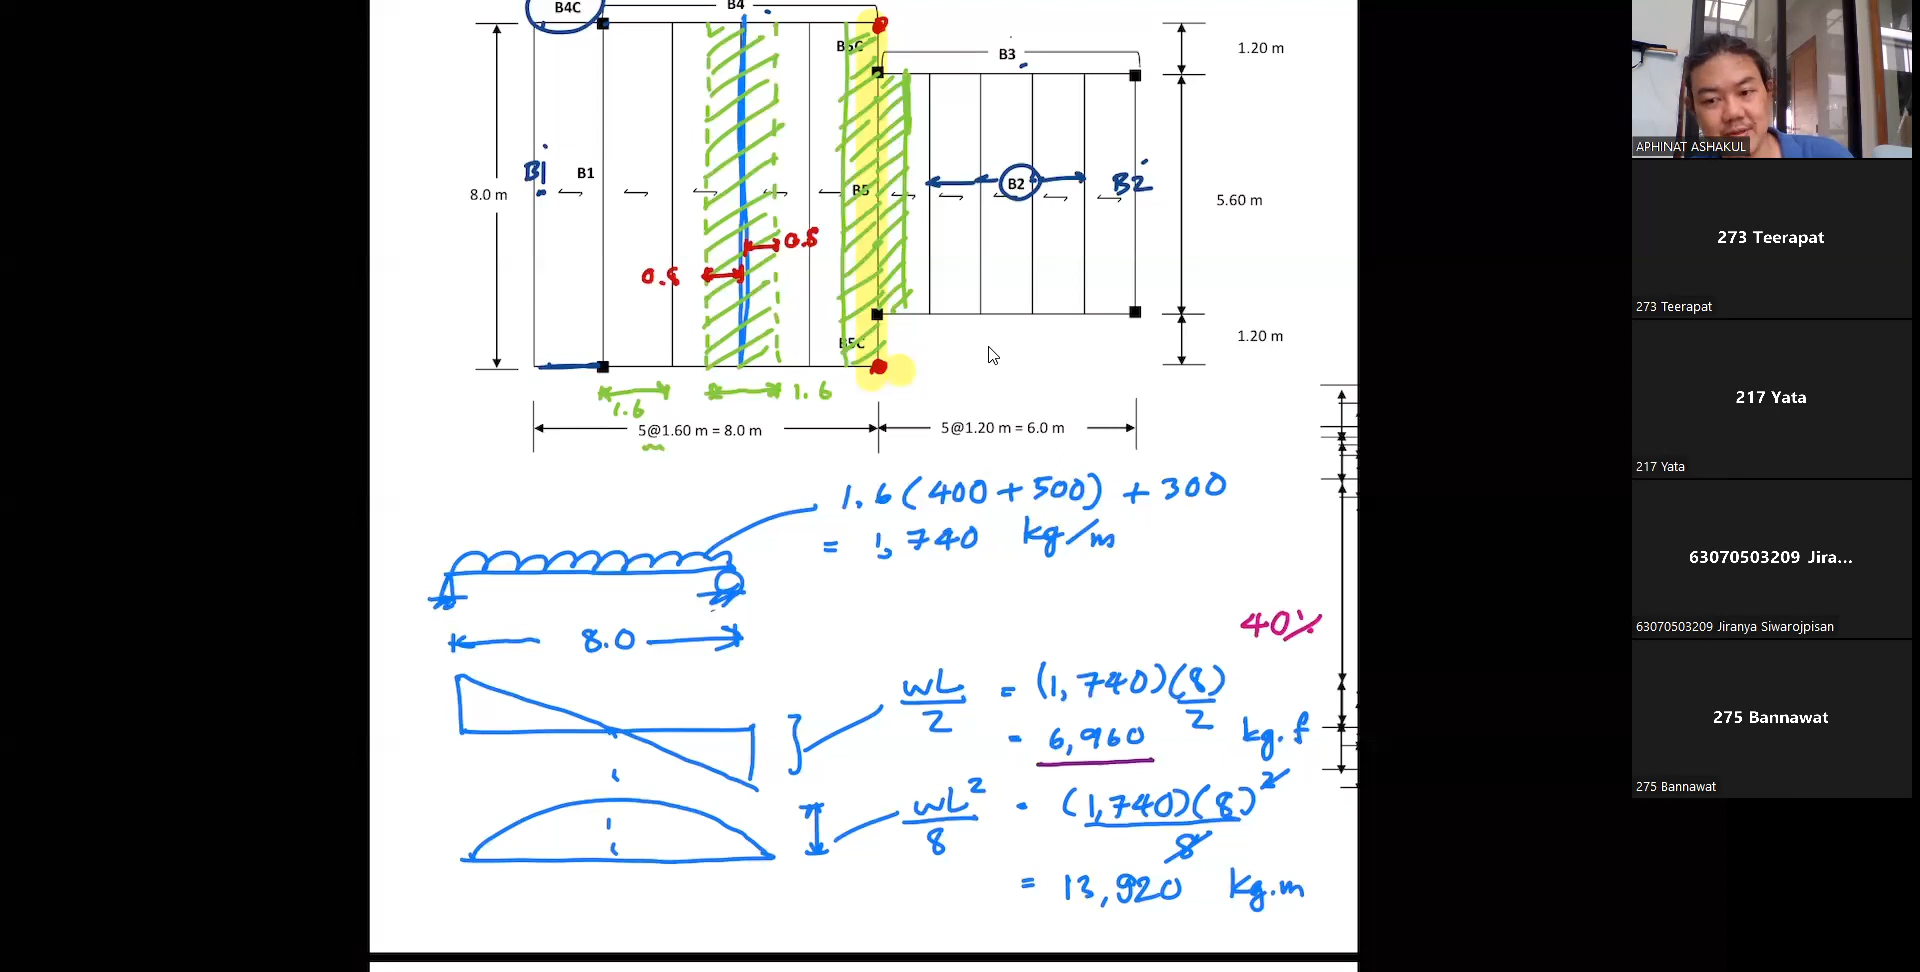 B4C
B4
B5C
B3
1.20 m
B1
B1
8.0 m
B5
B2
B2
5.60 m
0.8
0.8
B5C
1.20 m
1.6
1.6
5@1.60 m = 8.0 m
5@1.20 m = 6.0 m
1.6(400+500) + 300
= 1,740 kg/m
8.0
40%
wL/2 = (1,740)(8)/2
= 6,960 kg.f
wL²/8 = (1,740)(8)²/8
= 13,920 kg.m
APHINAT ASHAKUL
273 Teerapat
273 Teerapat
217 Yata
217 Yata
63070503209 Jira...
63070503209 Jiranya Siwarojpisan
275 Bannawat
275 Bannawat